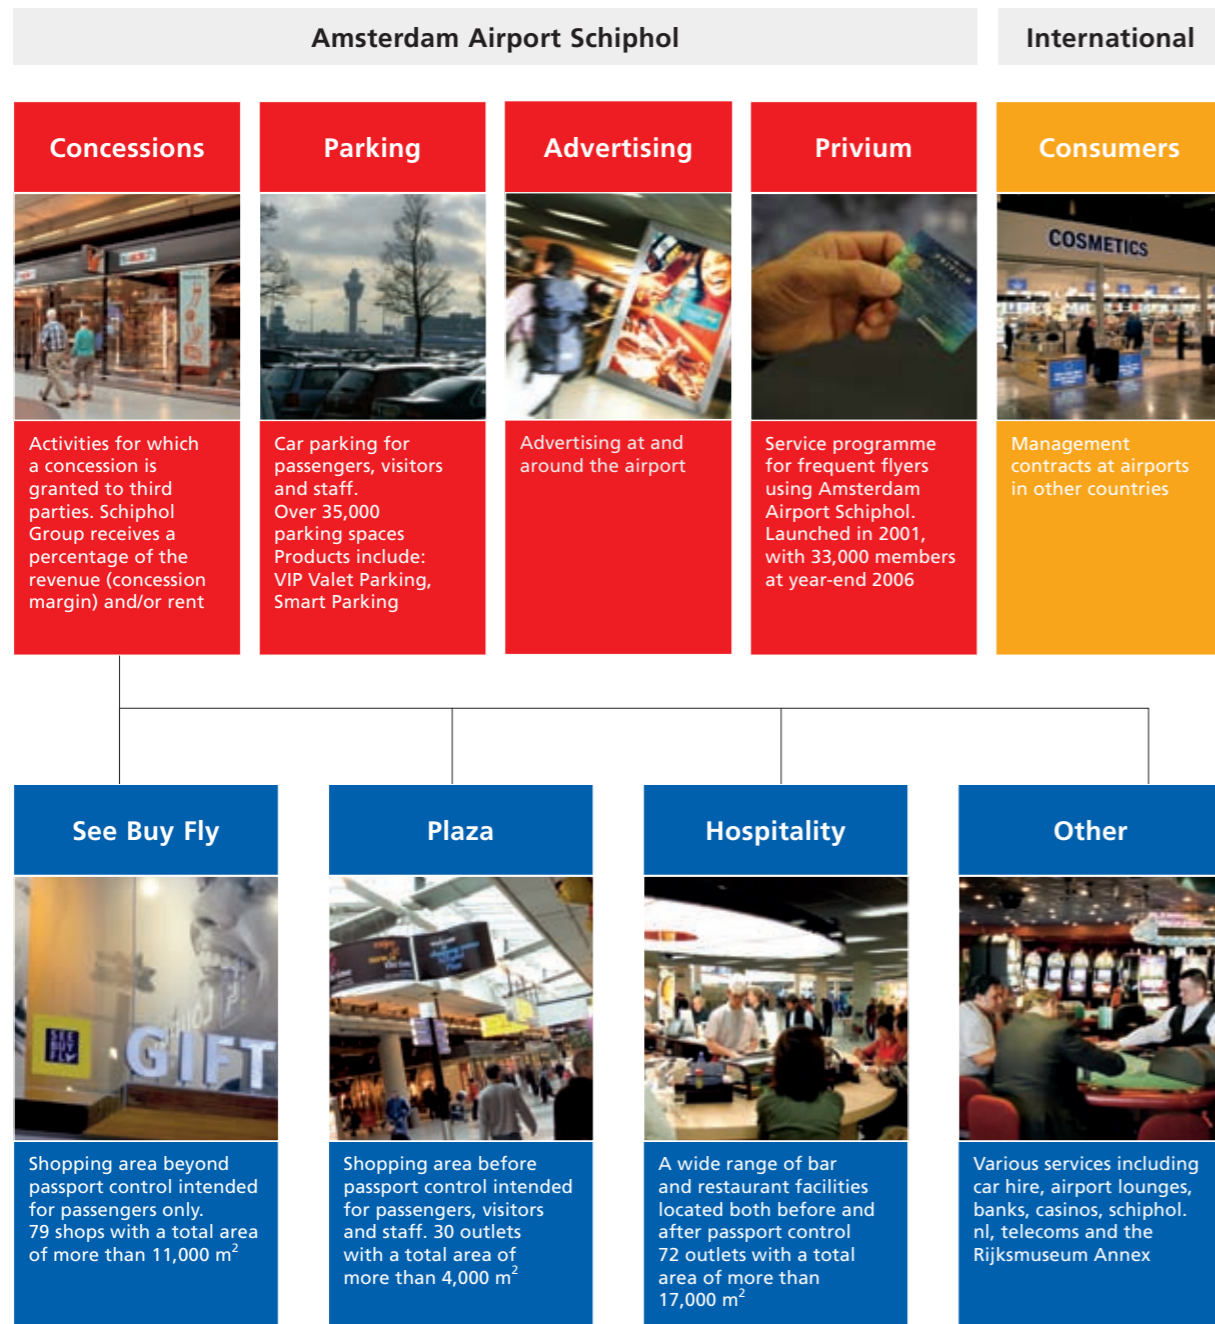 Amsterdam Airport Schiphol
International
Concessions
Parking
Advertising
Privium
Consumers
COSMETICS
PRIVIUM
Activities for which
a concession is
granted to third
parties. Schiphol
Group receives a
percentage of the
revenue (concession
margin) and/or rent
Car parking for
passengers, visitors
and staff.
Over 35,000
parking spaces
Products include:
VIP Valet Parking,
Smart Parking
Advertising at and
around the airport
Service programme
for frequent flyers
using Amsterdam
Airport Schiphol.
Launched in 2001,
with 33,000 members
at year-end 2006
Management
contracts at airports
in other countries
See Buy Fly
Plaza
Hospitality
Other
SEE
BUY
FLY
GIFT
Shopping area beyond
passport control intended
for passengers only.
79 shops with a total area
of more than 11,000 m²
Shopping area before
passport control intended
for passengers, visitors
and staff. 30 outlets
with a total area of
more than 4,000 m²
A wide range of bar
and restaurant facilities
located both before and
after passport control
72 outlets with a total
area of more than
17,000 m²
Various services including
car hire, airport lounges,
banks, casinos, schiphol.
nl, telecoms and the
Rijksmuseum Annex